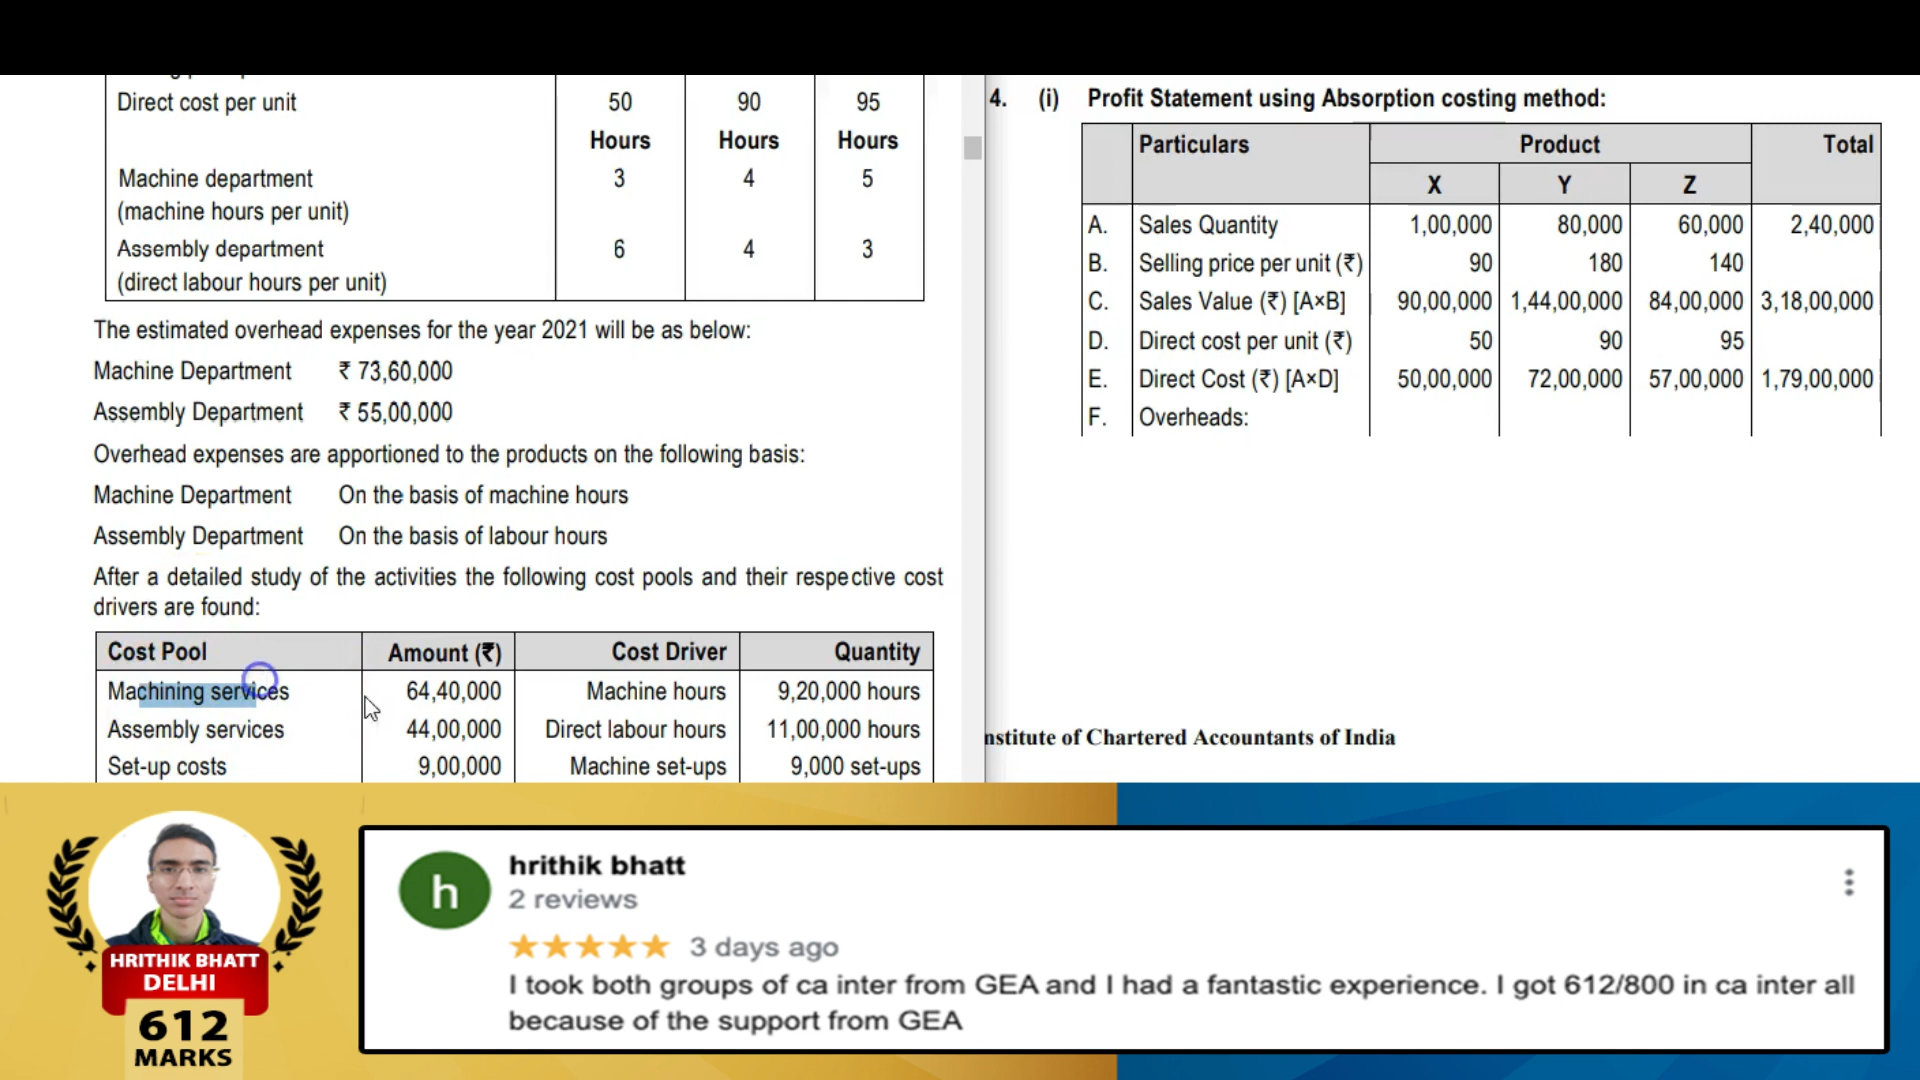 Direct cost per unit 50 90 95
Hours Hours Hours
Machine department 3 4 5
(machine hours per unit)
Assembly department 6 4 3
(direct labour hours per unit)
The estimated overhead expenses for the year 2021 will be as below:
Machine Department ₹ 73,60,000
Assembly Department ₹ 55,00,000
Overhead expenses are apportioned to the products on the following basis:
Machine Department On the basis of machine hours
Assembly Department On the basis of labour hours
After a detailed study of the activities the following cost pools and their respective cost
drivers are found:
Cost Pool Amount (₹) Cost Driver Quantity
Machining services 64,40,000 Machine hours 9,20,000 hours
Assembly services 44,00,000 Direct labour hours 11,00,000 hours
Set-up costs 9,00,000 Machine set-ups 9,000 set-ups
4. (i) Profit Statement using Absorption costing method:
Particulars Product Total
X Y Z
A. Sales Quantity 1,00,000 80,000 60,000 2,40,000
B. Selling price per unit (₹) 90 180 140
C. Sales Value (₹) [A×B] 90,00,000 1,44,00,000 84,00,000 3,18,00,000
D. Direct cost per unit (₹) 50 90 95
E. Direct Cost (₹) [A×D] 50,00,000 72,00,000 57,00,000 1,79,00,000
F. Overheads:
nstitute of Chartered Accountants of India
HRITHIK BHATT
DELHI
612
MARKS
h
hrithik bhatt
2 reviews
3 days ago
I took both groups of ca inter from GEA and I had a fantastic experience. I got 612/800 in ca inter all
because of the support from GEA